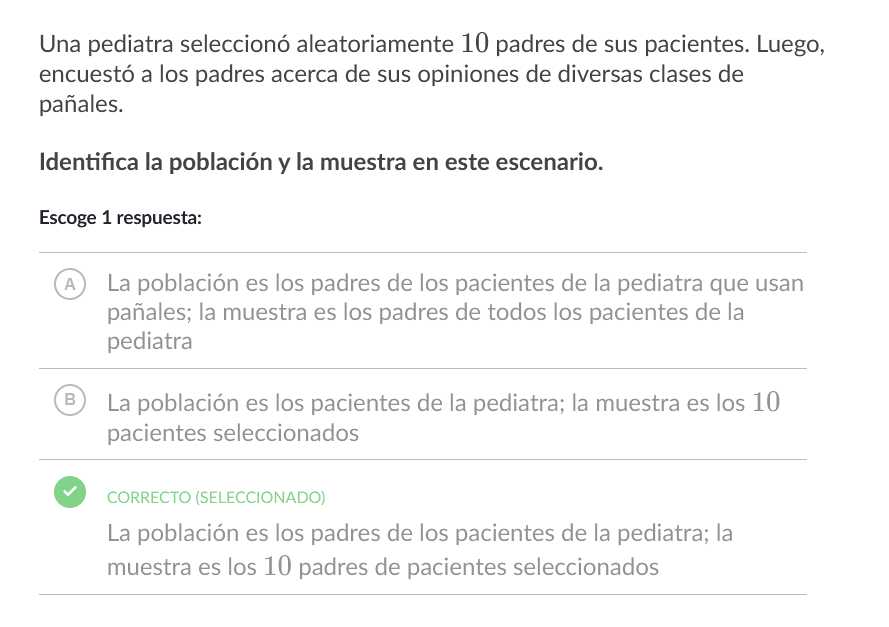 Una pediatra seleccionó aleatoriamente 10 padres de sus pacientes. Luego,
encuestó a los padres acerca de sus opiniones de diversas clases de
pañales.
Identifica la población y la muestra en este escenario.
Escoge 1 respuesta:
A
La población es los padres de los pacientes de la pediatra que usan
pañales; la muestra es los padres de todos los pacientes de la
pediatra
B
La población es los pacientes de la pediatra; la muestra es los 10
pacientes seleccionados
CORRECTO (SELECCIONADO)
La población es los padres de los pacientes de la pediatra; la
muestra es los 10 padres de pacientes seleccionados